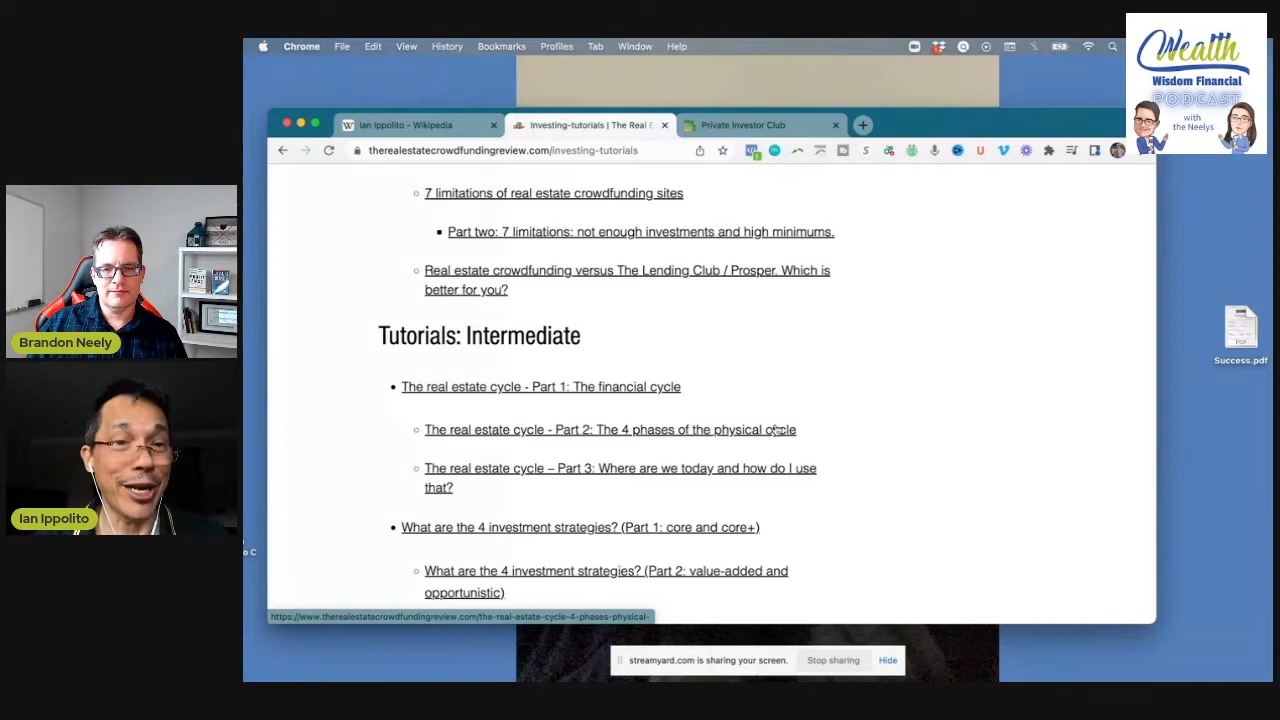 Chrome File Edit View History Bookmarks Profiles Tab Window Help
Wealth
Wisdom Financial
PODCAST
with
the Neelys
Ian Ippolito - Wikipedia
Investing-tutorials | The Real E
Private Investor Club
therealestatecrowdfundingreview.com/investing-tutorials
7 limitations of real estate crowdfunding sites
Part two: 7 limitations: not enough investments and high minimums.
Real estate crowdfunding versus The Lending Club / Prosper. Which is
better for you?
Tutorials: Intermediate
The real estate cycle - Part 1: The financial cycle
The real estate cycle - Part 2: The 4 phases of the physical cycle
The real estate cycle – Part 3: Where are we today and how do I use
that?
What are the 4 investment strategies? (Part 1: core and core+)
What are the 4 investment strategies? (Part 2: value-added and
opportunistic)
https://www.therealestatecrowdfundingreview.com/the-real-estate-cycle-4-phases-physical-
streamyard.com is sharing your screen.
Stop sharing
Hide
PDF
Success.pdf
Brandon Neely
Ian Ippolito
PROFIT
FIRST